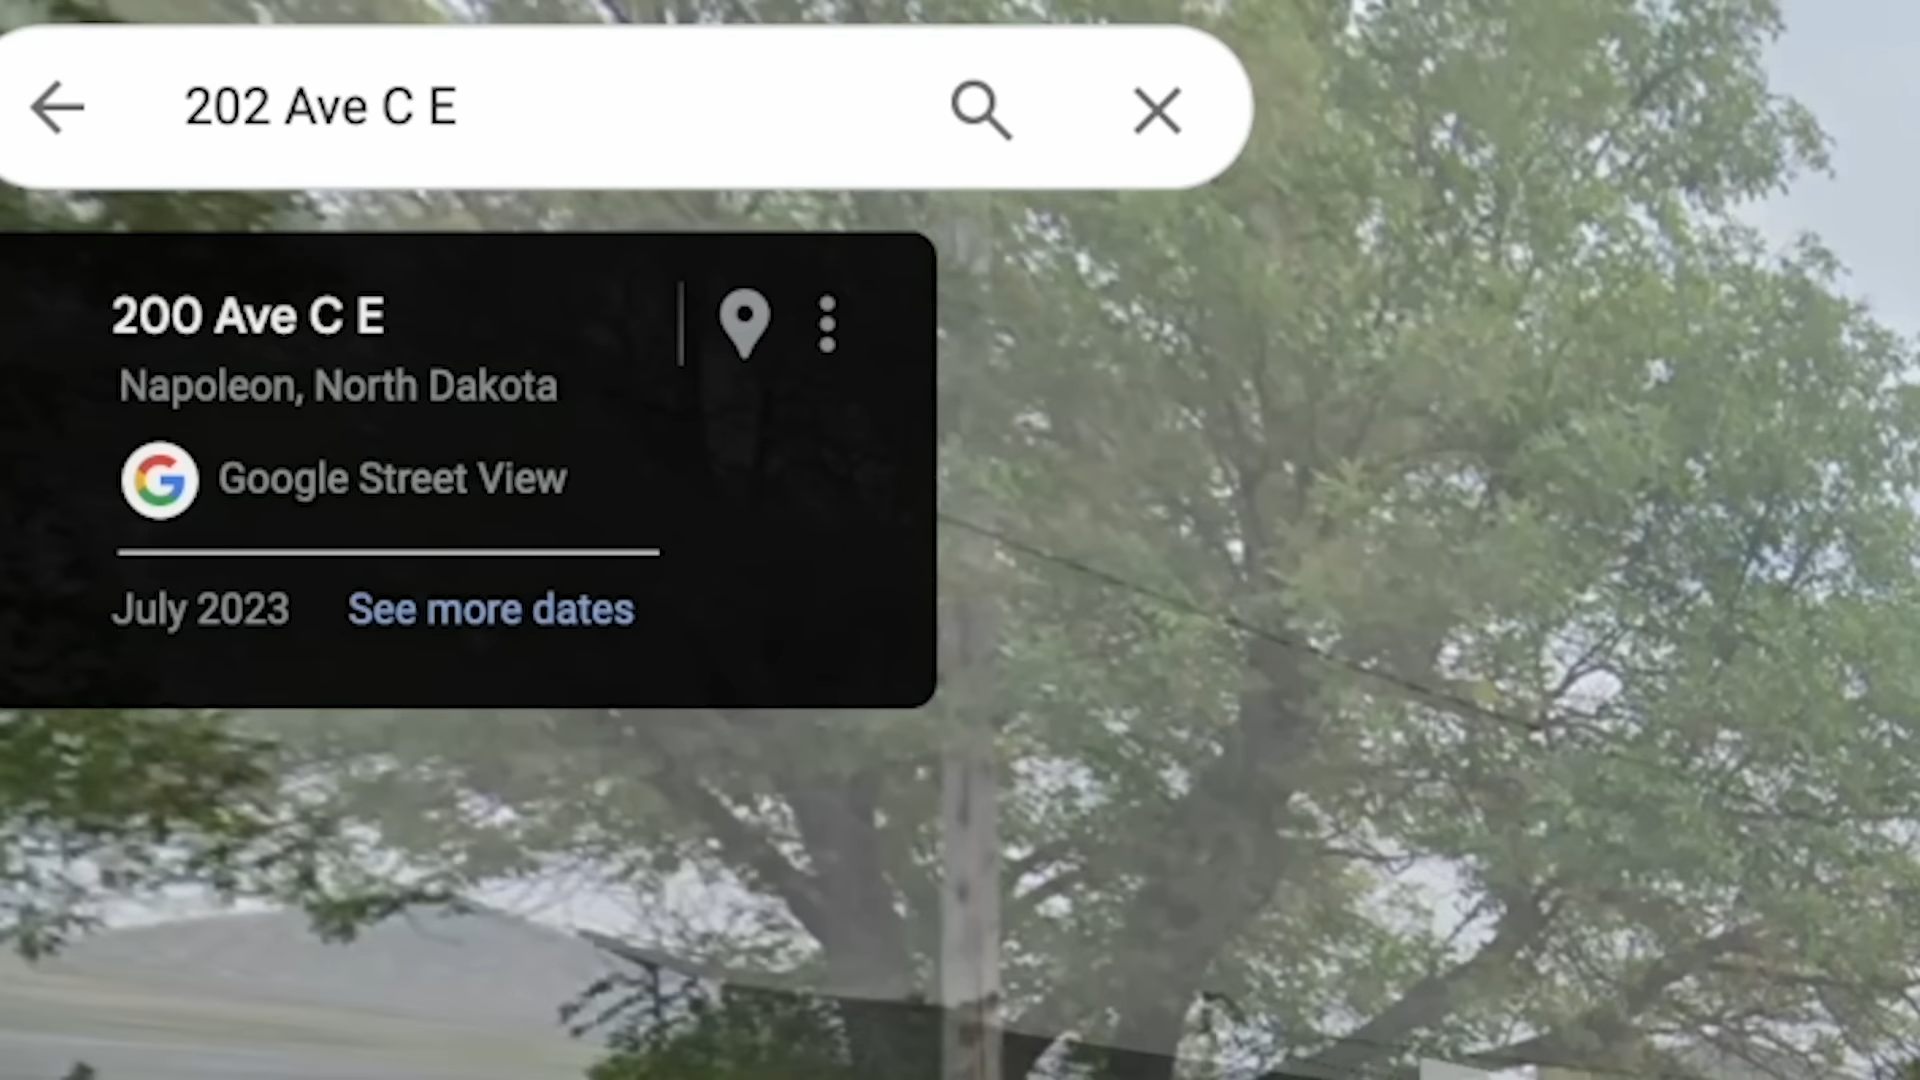 202 Ave C E
200 Ave C E
Napoleon, North Dakota
Google Street View
July 2023 See more dates